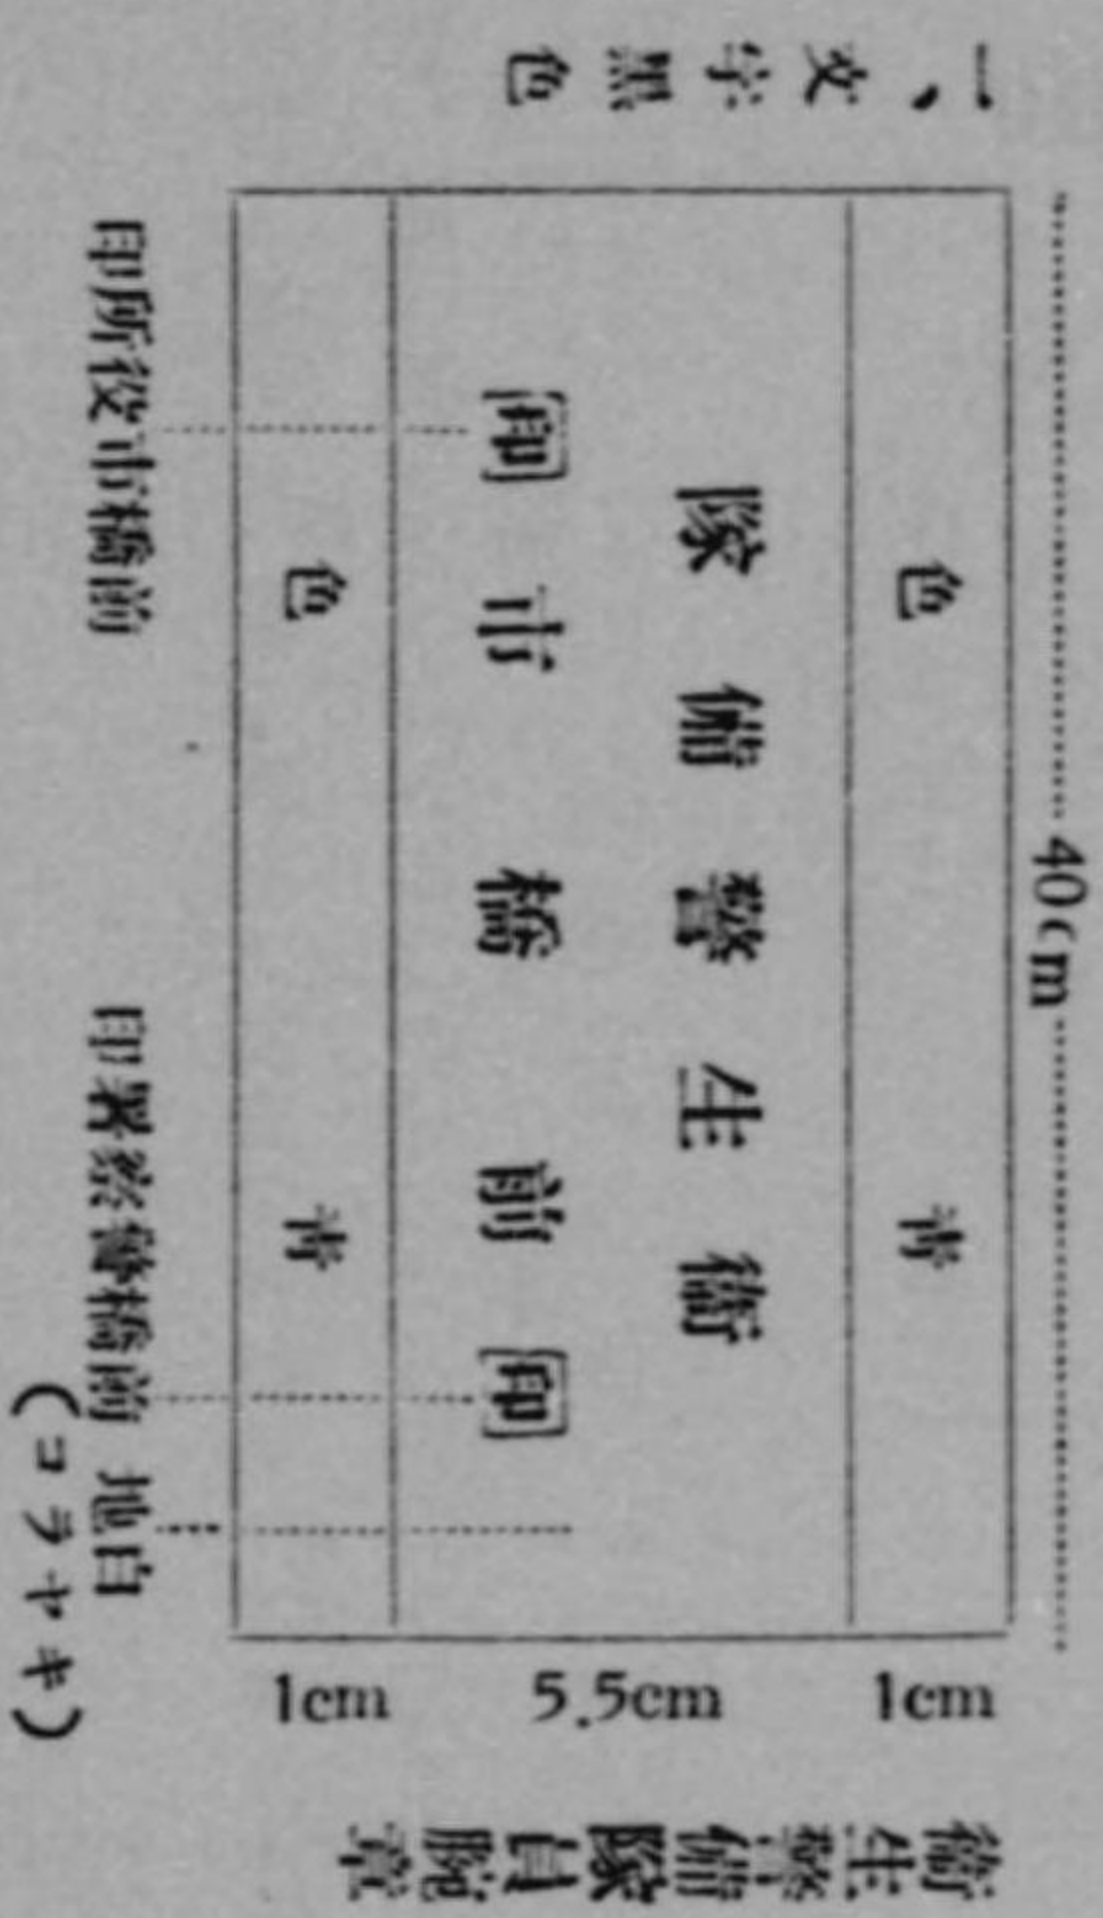 衛生警備隊員腕章
40cm
1cm
青色
5.5cm
衛生警備隊
印前橋市印
1cm
青色
白地
(キヤラコ)
前橋警察署印
前橋市役所印
一、文字黑色